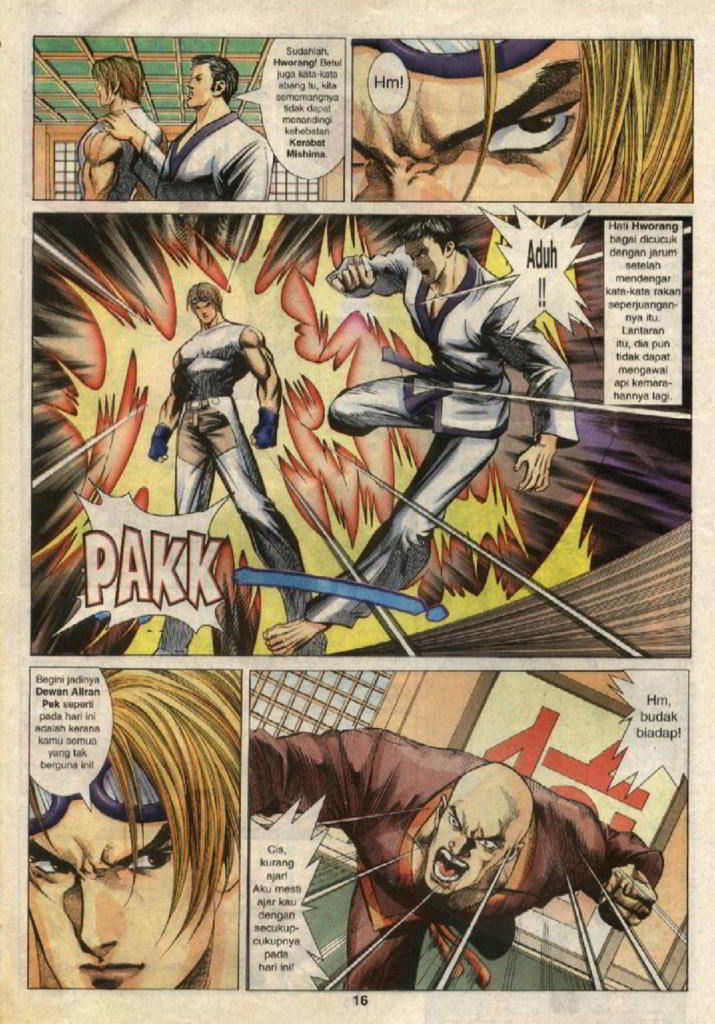 Sudahlah,
Hworang! Betul
juga kata-kata
abang tu, kita
sememangnya
tidak dapat
menandingi
kehebatan
Kerabat
Mishima.
Hm!
Aduh
!!
Hati Hworang
bagai dicucuk
dengan jarum
setelah
mendengar
kata-kata rakan
seperjuangan-
nya itu.
Lantaran
itu, dia pun
tidak dapat
mengawal
api kemara-
hannya lagi.
PAKK
Begini jadinya
Dewan Aliran
Pek seperti
pada hari ini
adalah kerana
kamu semua
yang tak
berguna ini!
Hm,
budak
biadap!
Cis,
kurang
ajar!
Aku mesti
ajar kau
dengan
secukup-
cukupnya
pada
hari ini!
16